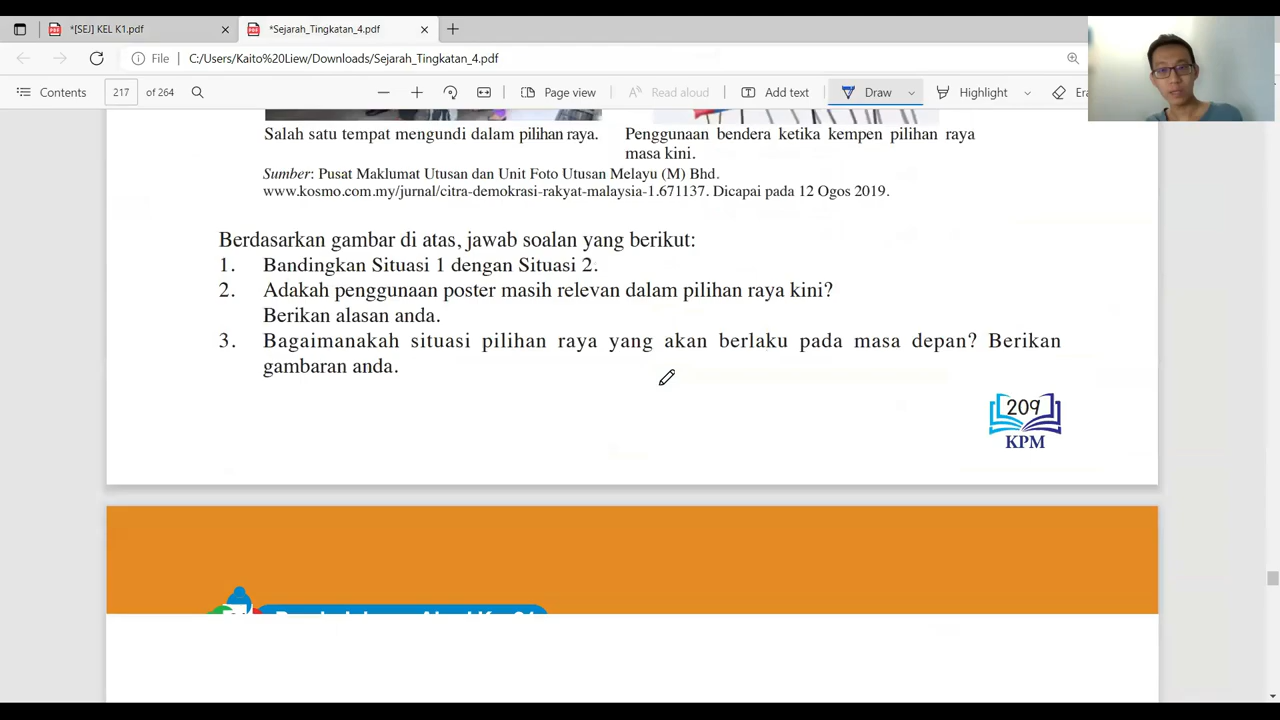 *[SEJ] KEL K1.pdf
*Sejarah_Tingkatan_4.pdf
File
C:/Users/Kaito%20Liew/Downloads/Sejarah_Tingkatan_4.pdf
Contents
217
of 264
Page view
Read aloud
Add text
Draw
Highlight
Salah satu tempat mengundi dalam pilihan raya.
Penggunaan bendera ketika kempen pilihan raya
masa kini.
Sumber: Pusat Maklumat Utusan dan Unit Foto Utusan Melayu (M) Bhd.
www.kosmo.com.my/jurnal/citra-demokrasi-rakyat-malaysia-1.671137. Dicapai pada 12 Ogos 2019.
Berdasarkan gambar di atas, jawab soalan yang berikut:
1. Bandingkan Situasi 1 dengan Situasi 2.
2. Adakah penggunaan poster masih relevan dalam pilihan raya kini?
Berikan alasan anda.
3. Bagaimanakah situasi pilihan raya yang akan berlaku pada masa depan? Berikan
gambaran anda.
209
KPM